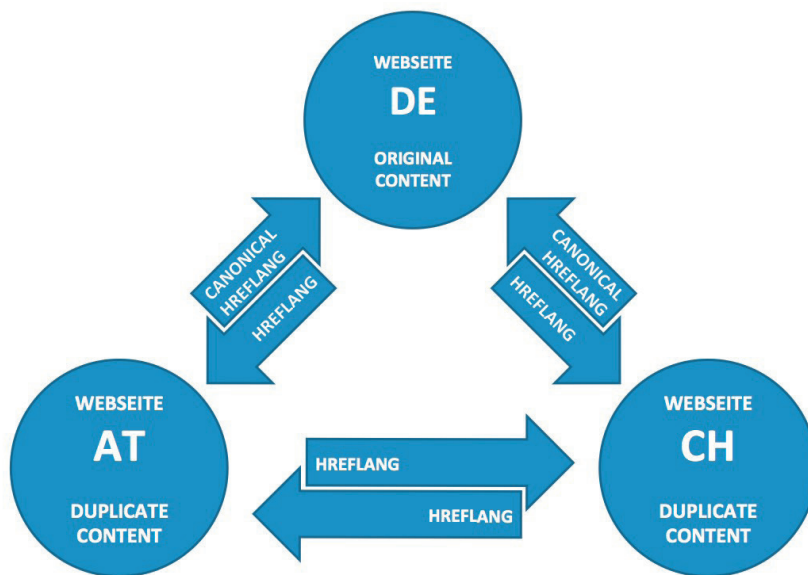 WEBSEITE
DE
ORIGINAL
CONTENT
CANONICAL
HREFLANG
HREFLANG
CANONICAL
HREFLANG
HREFLANG
WEBSEITE
AT
DUPLICATE
CONTENT
HREFLANG
HREFLANG
WEBSEITE
CH
DUPLICATE
CONTENT